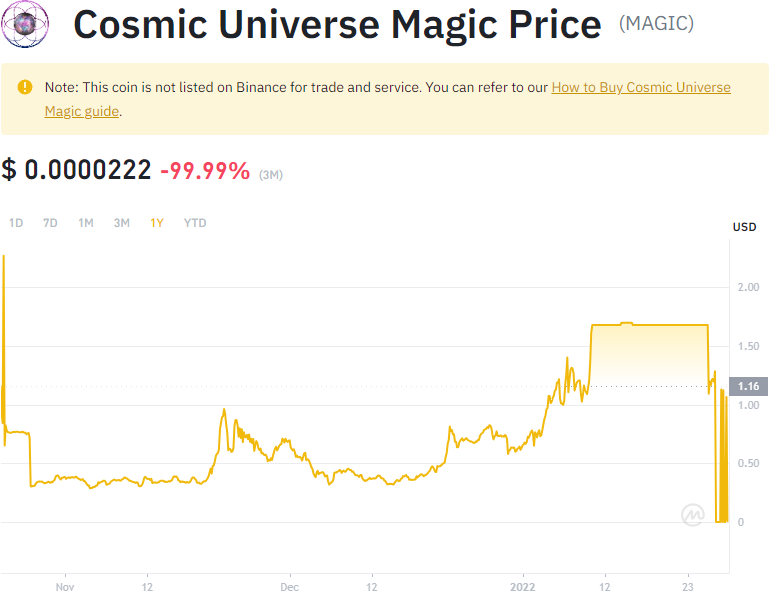 Cosmic Universe Magic Price (MAGIC)
Note: This coin is not listed on Binance for trade and service. You can refer to our How to Buy Cosmic Universe
Magic guide.
$ 0.0000222 -99.99% (3M)
1D 7D 1M 3M 1Y YTD
USD
2.00
1.50
1.16
1.00
0.50
0
Nov 12 Dec 12 2022 12 23